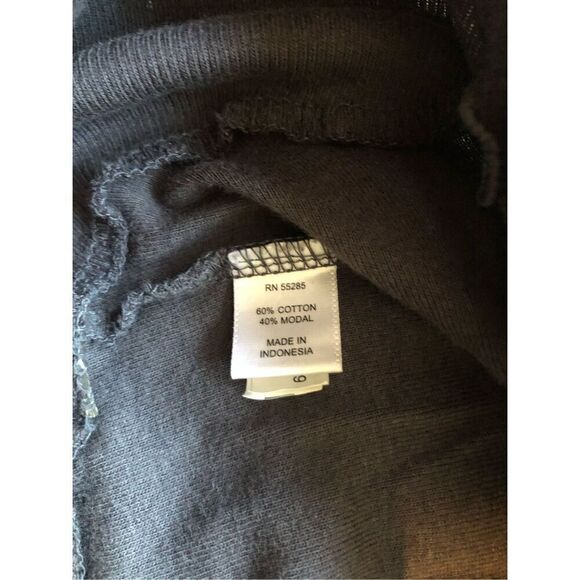 RN 55285
60% COTTON
40% MODAL
MADE IN
INDONESIA